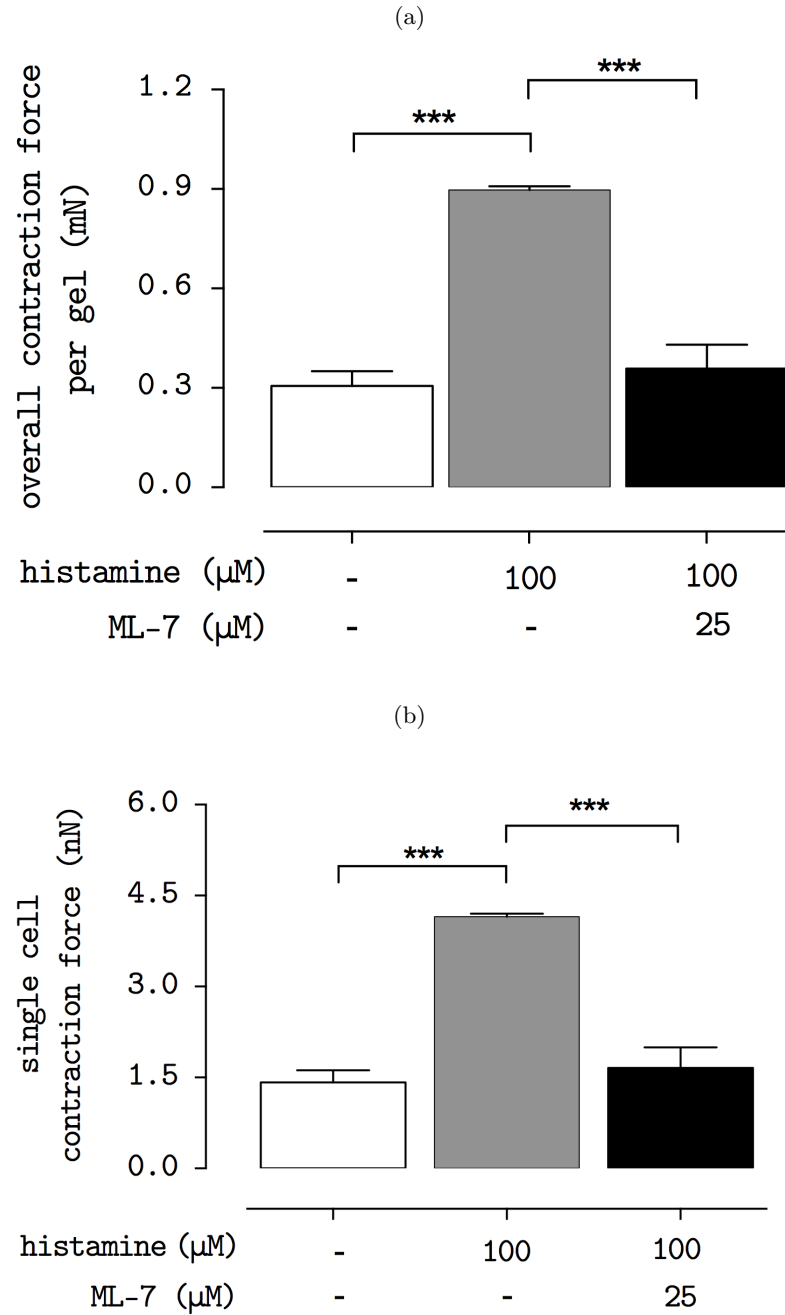 (a)
overall contraction force
per gel (mN)
1.2
0.9
0.6
0.3
0.0
***
***
histamine (µM) - 100 100
ML-7 (µM) - - 25
(b)
single cell
contraction force (nN)
6.0
4.5
3.0
1.5
0.0
***
***
histamine (µM) - 100 100
ML-7 (µM) - - 25